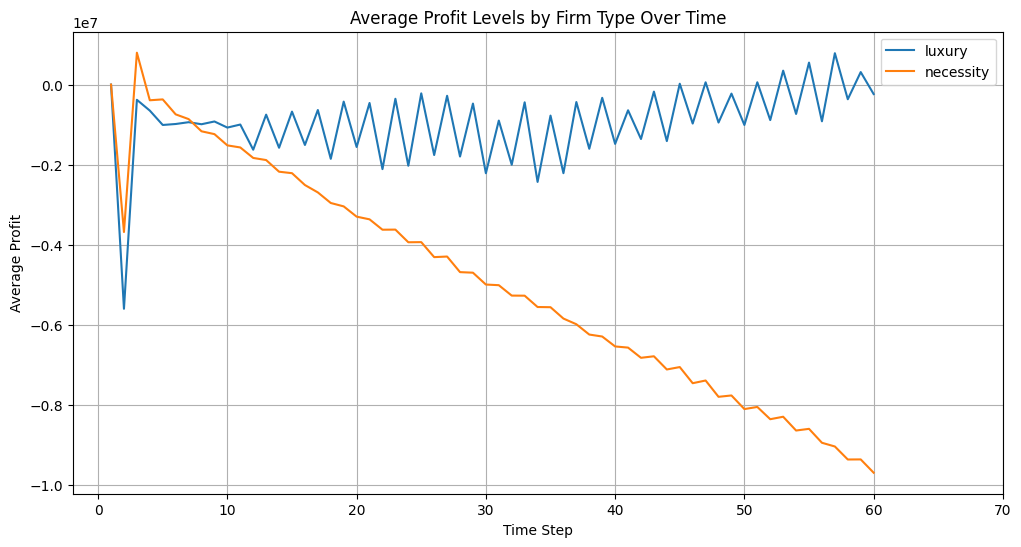 Average Profit Levels by Firm Type Over Time
1e7
luxury
necessity
0.0
−0.2
−0.4
−0.6
−0.8
−1.0
Average Profit
0 10 20 30 40 50 60 70
Time Step